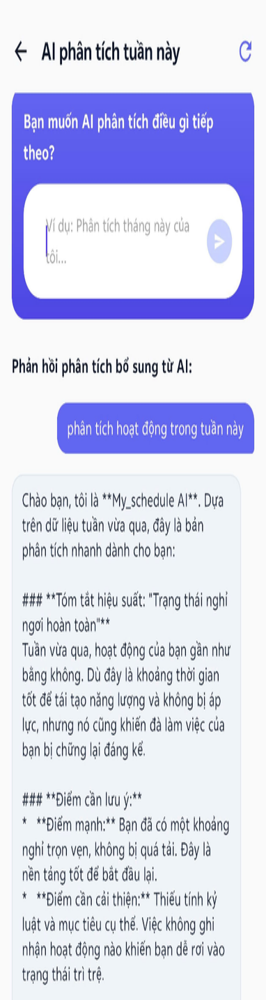 AI phân tích tuần này
Bạn muốn AI phân tích điều gì tiếp
theo?
Ví dụ: Phân tích tháng này của
tôi...
Phản hồi phân tích bổ sung từ AI:
phân tích hoạt động trong tuần này
Chào bạn, tôi là **My_schedule AI**. Dựa
trên dữ liệu tuần vừa qua, đây là bản
phân tích nhanh dành cho bạn:
### **Tóm tắt hiệu suất: "Trạng thái nghỉ
ngơi hoàn toàn"**
Tuần vừa qua, hoạt động của bạn gần như
bằng không. Dù đây là khoảng thời gian
tốt để tái tạo năng lượng và không bị áp
lực, nhưng nó cũng khiến đà làm việc của
bạn bị chững lại đáng kể.
### **Điểm cần lưu ý:**
*   **Điểm mạnh:** Bạn đã có một khoảng
nghỉ trọn vẹn, không bị quá tải. Đây là
nền tảng tốt để bắt đầu lại.
*   **Điểm cần cải thiện:** Thiếu tính kỷ
luật và mục tiêu cụ thể. Việc không ghi
nhận hoạt động nào khiến bạn dễ rơi vào
trạng thái trì trệ.